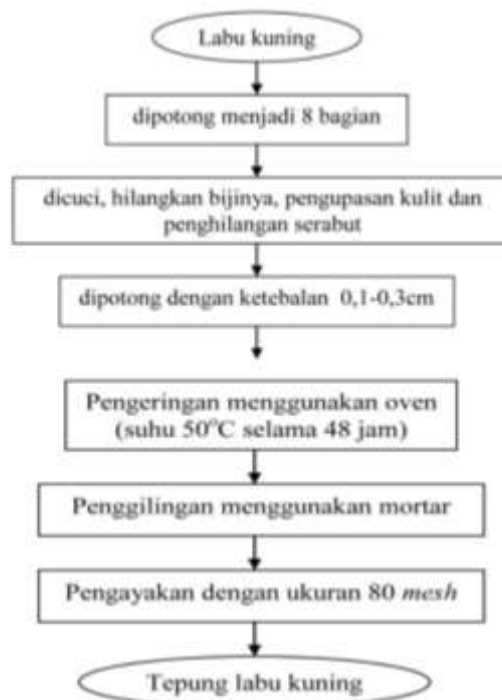 Labu kuning
dipotong menjadi 8 bagian
dicuci, hilangkan bijinya, pengupasan kulit dan
penghilangan serabut
dipotong dengan ketebalan 0,1-0,3cm
Pengeringan menggunakan oven
(suhu 50°C selama 48 jam)
Penggilingan menggunakan mortar
Pengayakan dengan ukuran 80 mesh
Tepung labu kuning